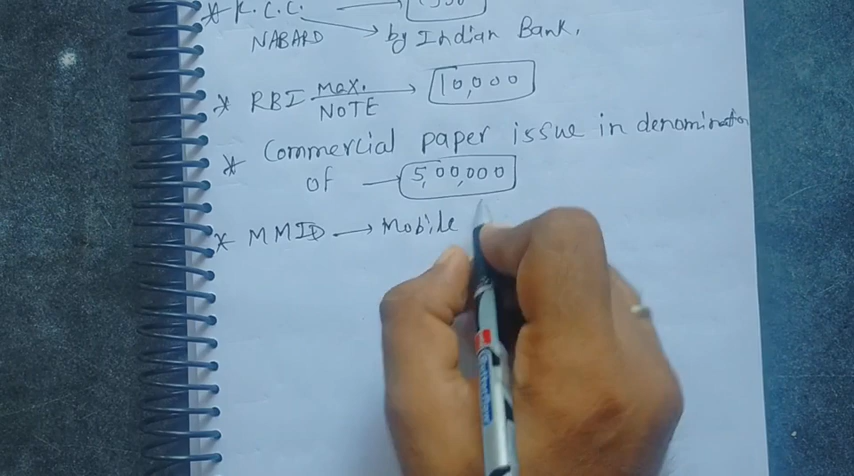 * K.C.C. →
NABARD → by Indian Bank.
* RBI Max. NOTE → 10,000
* Commercial paper issue in denomination
of → 5,00,000
* MMID → Mobile